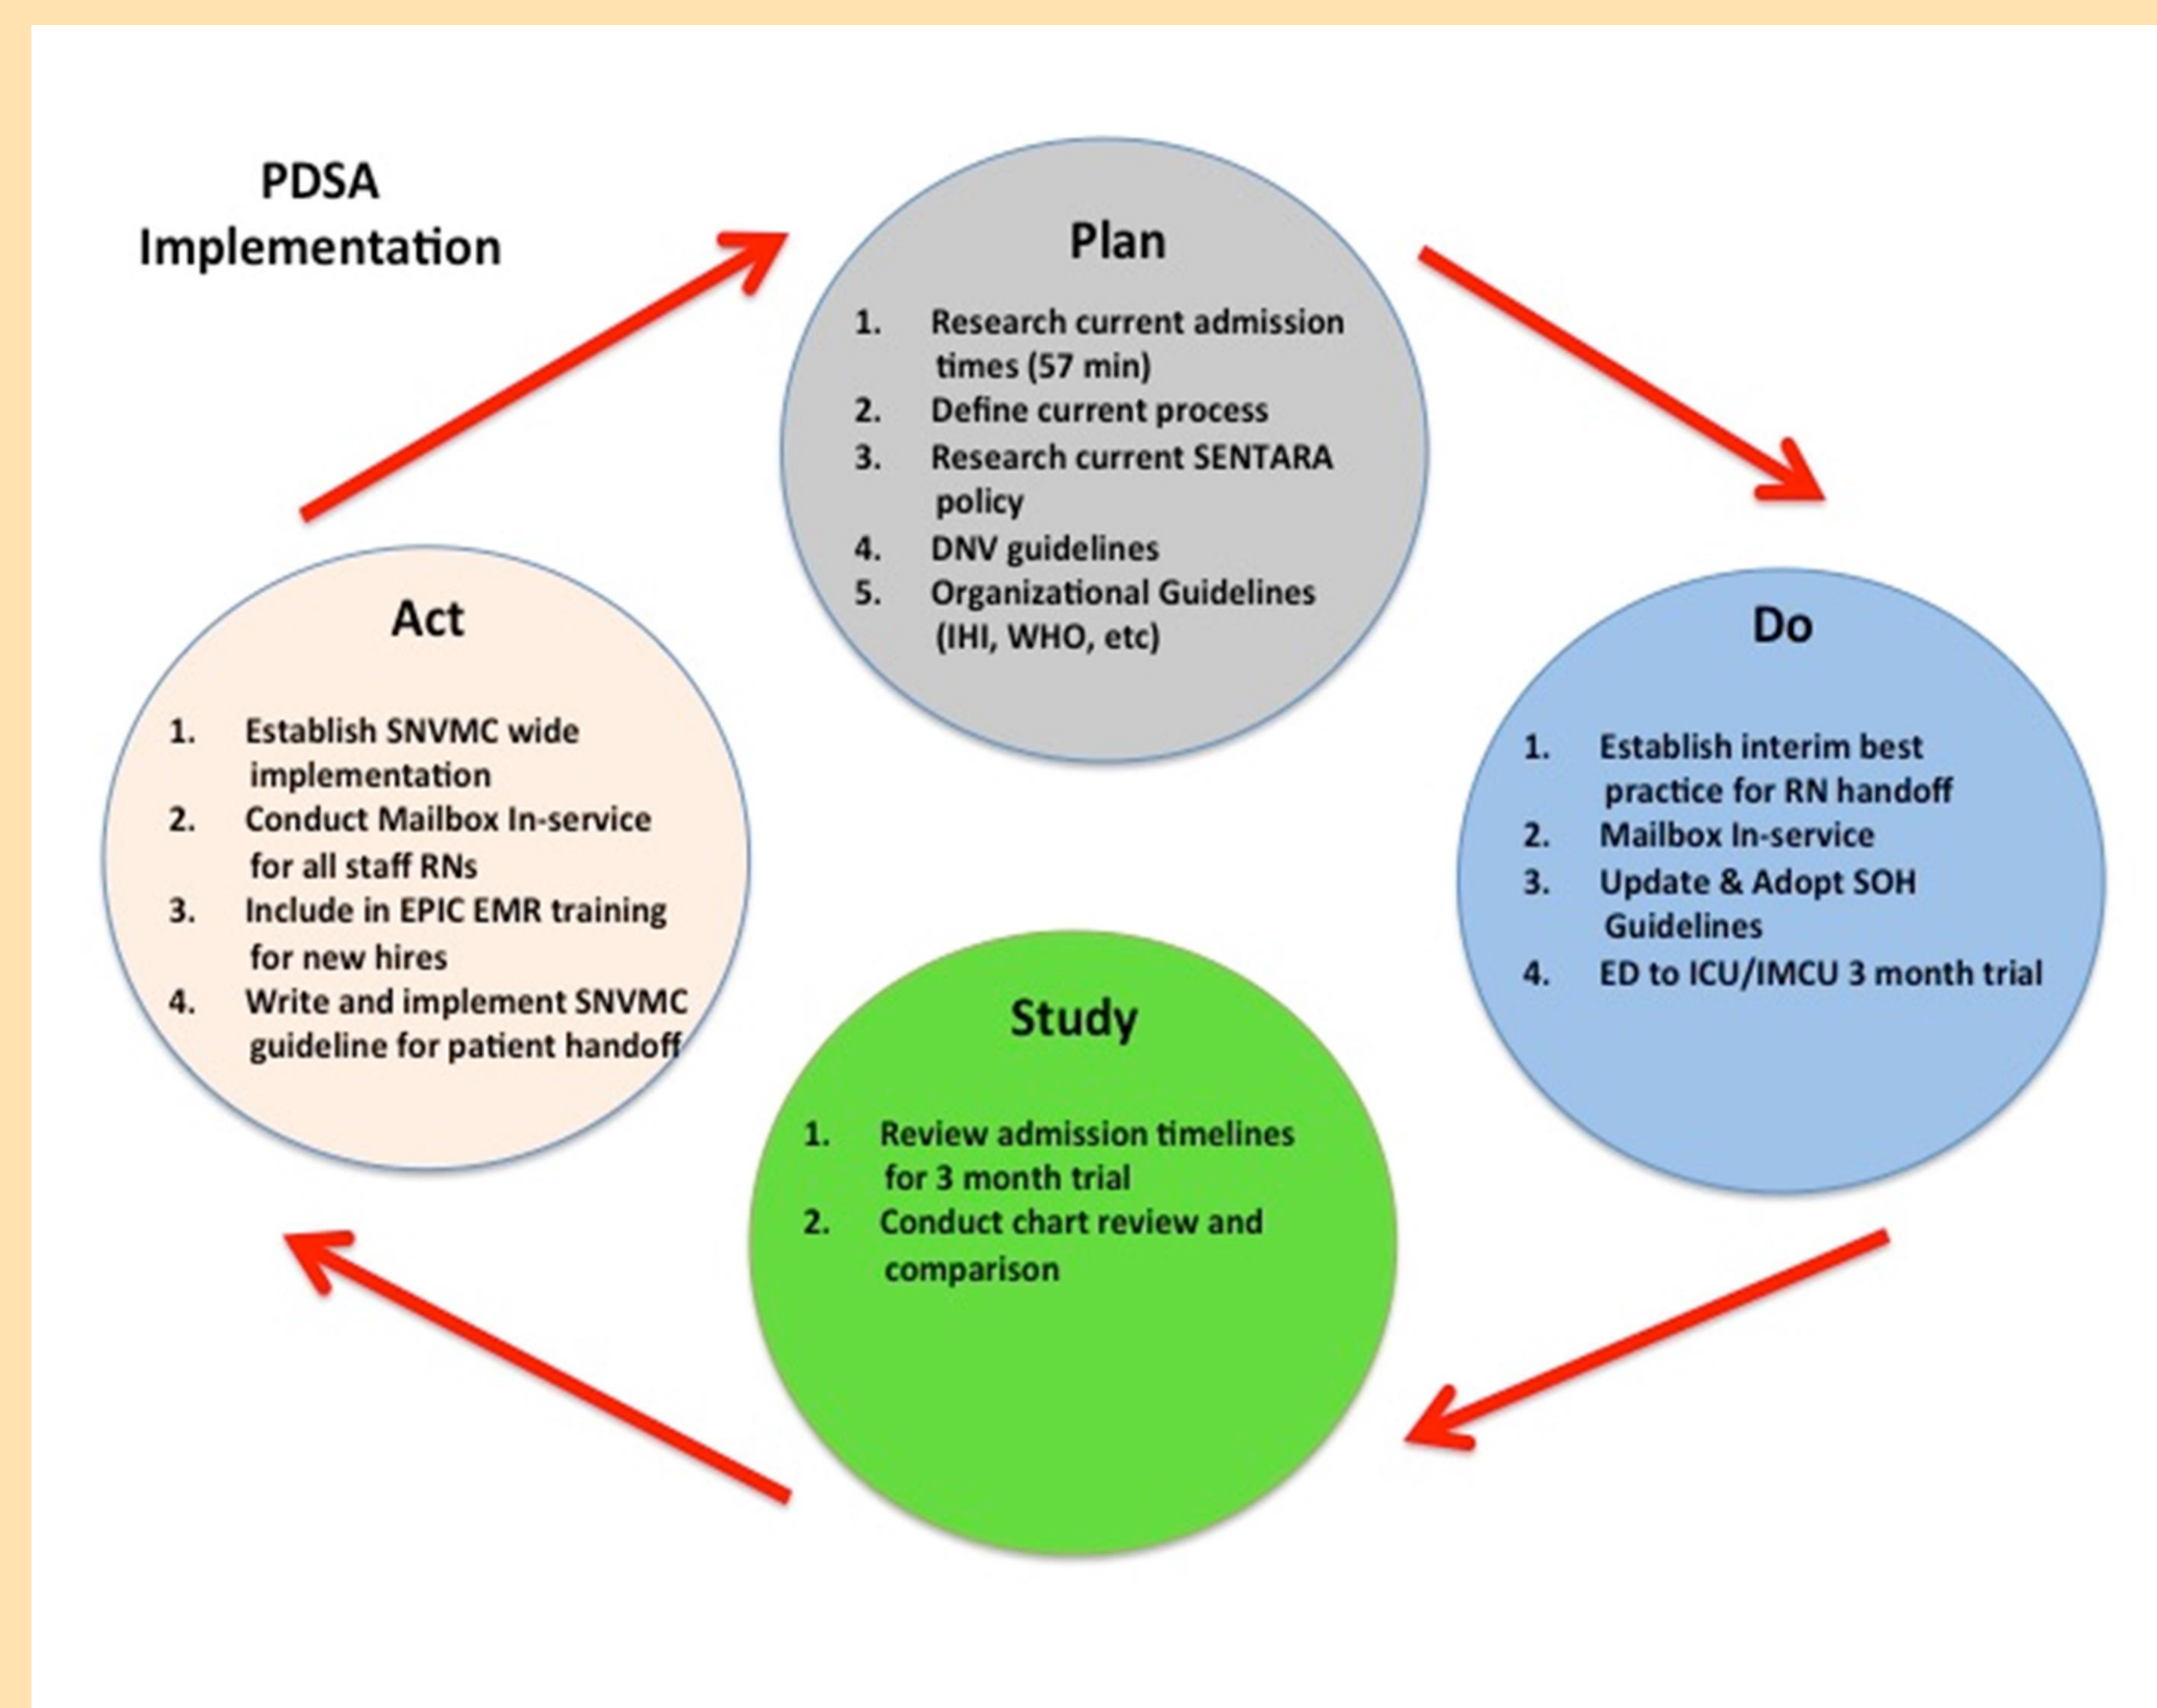 PDSA
Implementation
Plan
1. Research current admission
times (57 min)
2. Define current process
3. Research current SENTARA
policy
4. DNV guidelines
5. Organizational Guidelines
(IHI, WHO, etc)
Do
1. Establish interim best
practice for RN handoff
2. Mailbox In-service
3. Update & Adopt SOH
Guidelines
4. ED to ICU/IMCU 3 month trial
Study
1. Review admission timelines
for 3 month trial
2. Conduct chart review and
comparison
Act
1. Establish SNVMC wide
implementation
2. Conduct Mailbox In-service
for all staff RNs
3. Include in EPIC EMR training
for new hires
4. Write and implement SNVMC
guideline for patient handoff